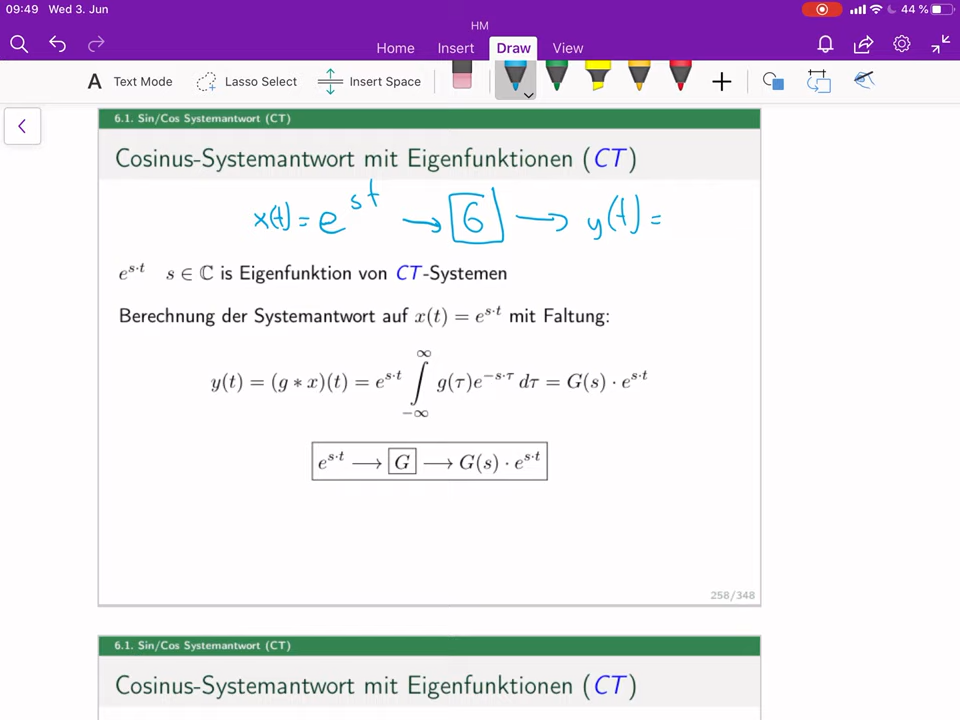 09:49 Wed 3. Jun
44 %
HM
Home Insert Draw View
A Text Mode Lasso Select Insert Space
6.1. Sin/Cos Systemantwort (CT)
Cosinus-Systemantwort mit Eigenfunktionen (CT)
x(t) = e^{st} → G → y(t) =
e^{s·t} s ∈ ℂ is Eigenfunktion von CT-Systemen
Berechnung der Systemantwort auf x(t) = e^{s·t} mit Faltung:
y(t) = (g ∗ x)(t) = e^{s·t} ∫_{−∞}^{∞} g(τ)e^{−s·τ} dτ = G(s) · e^{s·t}
e^{s·t} ⟶ G ⟶ G(s) · e^{s·t}
258/348
6.1. Sin/Cos Systemantwort (CT)
Cosinus-Systemantwort mit Eigenfunktionen (CT)